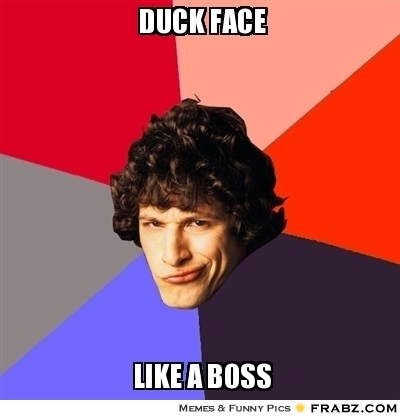 DUCK FACE
LIKE A BOSS
MEMES & FUNNY PICS FRABZ.COM